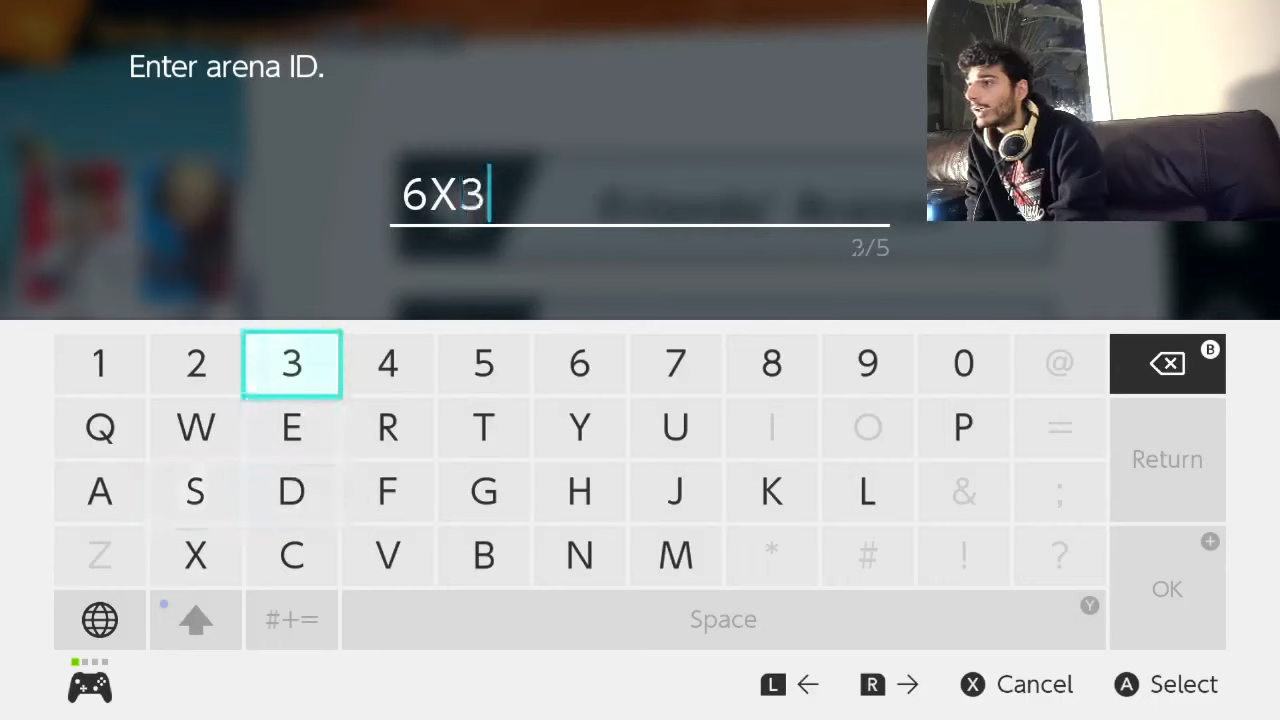 Enter arena ID.
6X3
3/5
1 2 3 4 5 6 7 8 9 0 @ B
Q W E R T Y U I O P =
Return
A S D F G H J K L & ;
Z X C V B N M * # ! ? +
OK
#+= Space Y
L ← R → X Cancel A Select